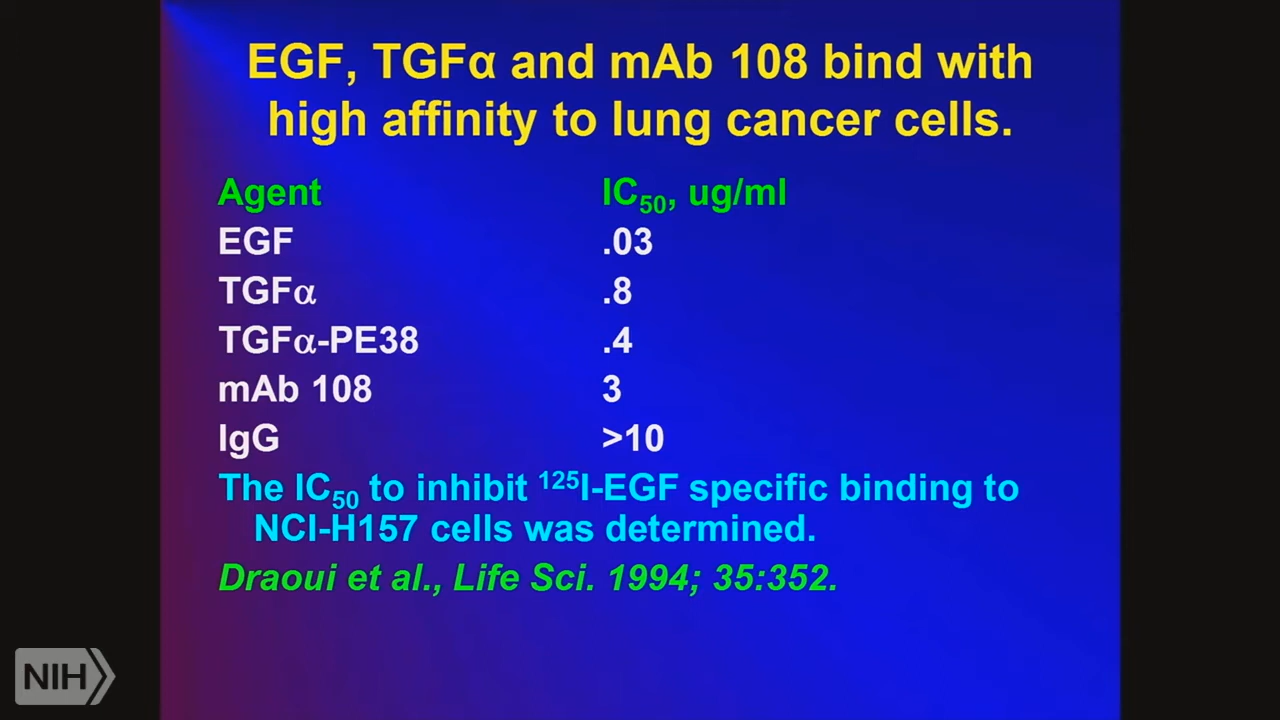 EGF, TGFα and mAb 108 bind with
high affinity to lung cancer cells.
Agent IC50, ug/ml
EGF .03
TGFα .8
TGFα-PE38 .4
mAb 108 3
IgG >10
The IC50 to inhibit 125I-EGF specific binding to
NCI-H157 cells was determined.
Draoui et al., Life Sci. 1994; 35:352.
NIH